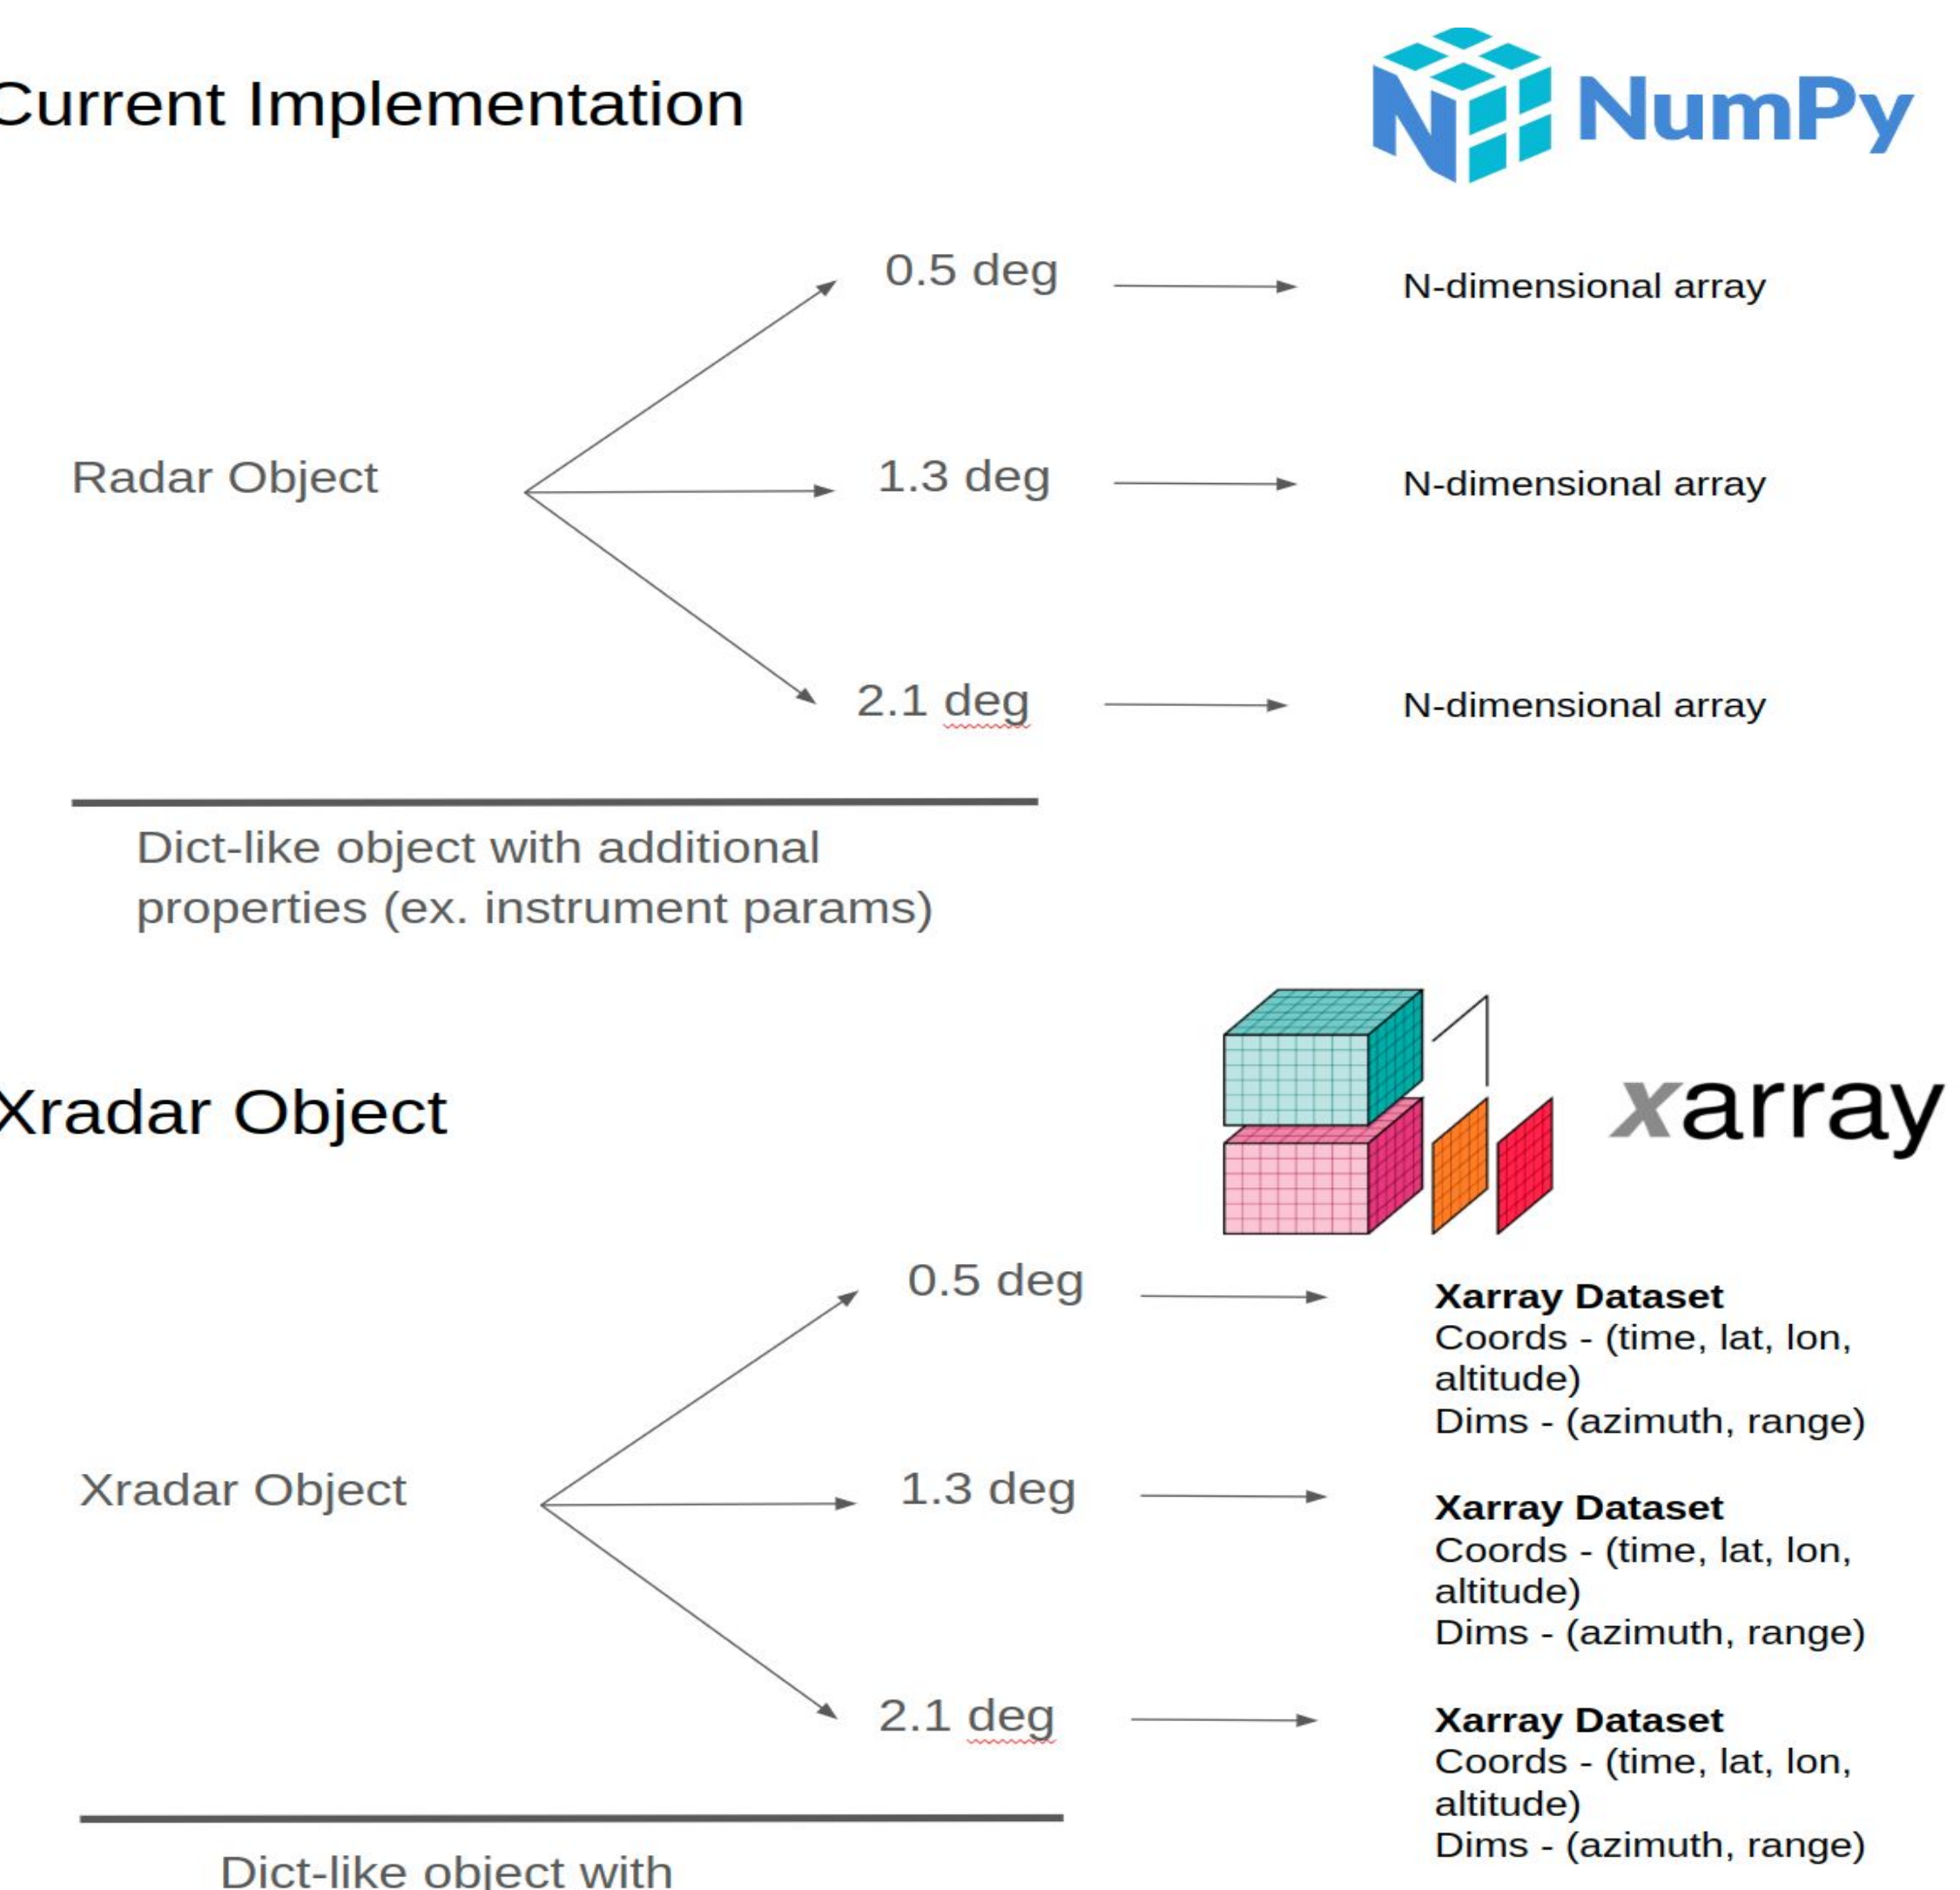 Current Implementation
NumPy
0.5 deg
N-dimensional array
Radar Object
1.3 deg
N-dimensional array
2.1 deg
N-dimensional array
Dict-like object with additional
properties (ex. instrument params)
Xradar Object
xarray
0.5 deg
Xarray Dataset
Coords - (time, lat, lon,
altitude)
Dims - (azimuth, range)
Xradar Object
1.3 deg
Xarray Dataset
Coords - (time, lat, lon,
altitude)
Dims - (azimuth, range)
2.1 deg
Xarray Dataset
Coords - (time, lat, lon,
altitude)
Dims - (azimuth, range)
Dict-like object with